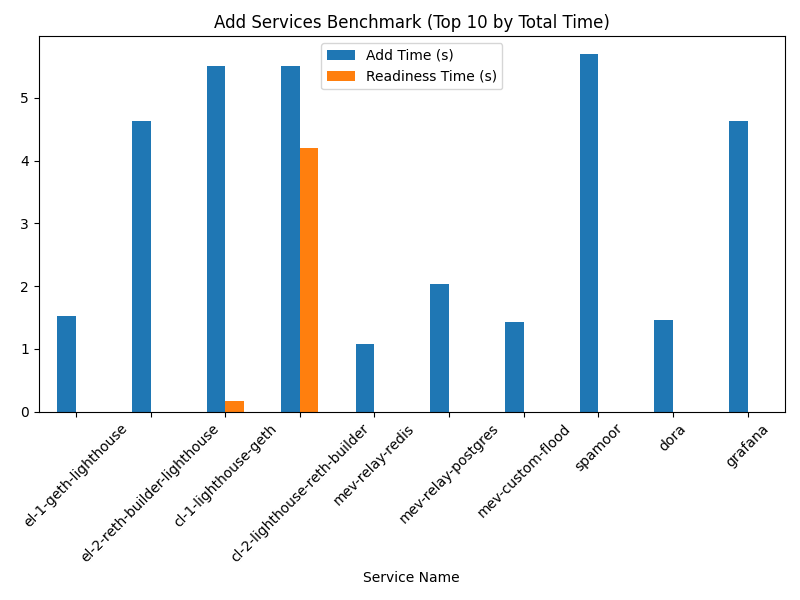 Add Services Benchmark (Top 10 by Total Time)
Add Time (s)
Readiness Time (s)
5
4
3
2
1
0
el-1-geth-lighthouse
el-2-reth-builder-lighthouse
cl-1-lighthouse-geth
cl-2-lighthouse-reth-builder
mev-relay-redis
mev-relay-postgres
mev-custom-flood
spamoor
dora
grafana
Service Name